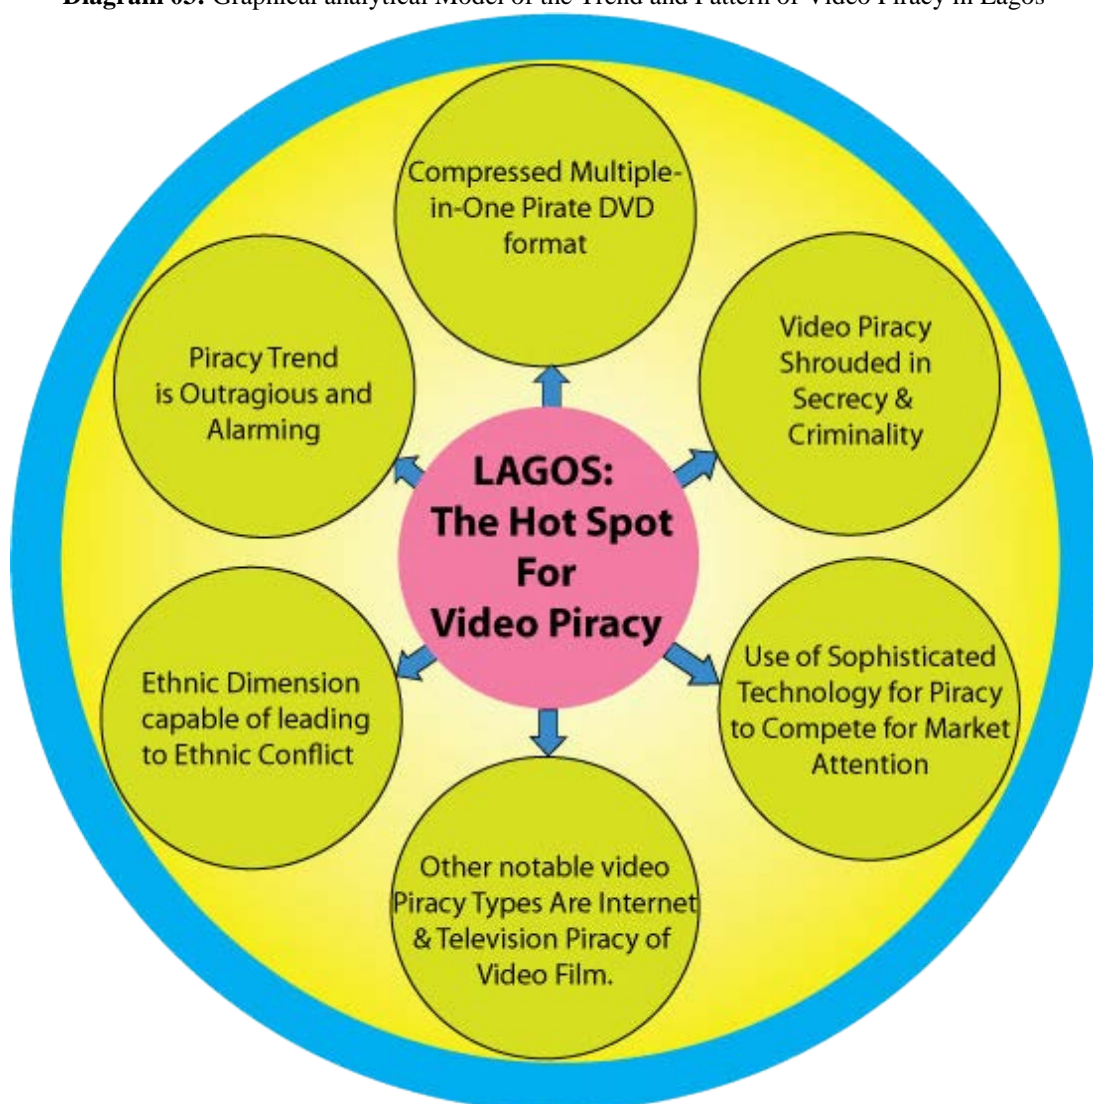 Diagram 03: Graphical analytical Model of the Trend and Pattern of Video Piracy in Lagos
Compressed Multiple-
in-One Pirate DVD
format
Video Piracy
Shrouded in
Secrecy &
Criminality
Piracy Trend
is Outragious and
Alarming
LAGOS:
The Hot Spot
For
Video Piracy
Use of Sophisticated
Technology for Piracy
to Compete for Market
Attention
Ethnic Dimension
capable of leading
to Ethnic Conflict
Other notable video
Piracy Types Are Internet
& Television Piracy of
Video Film.